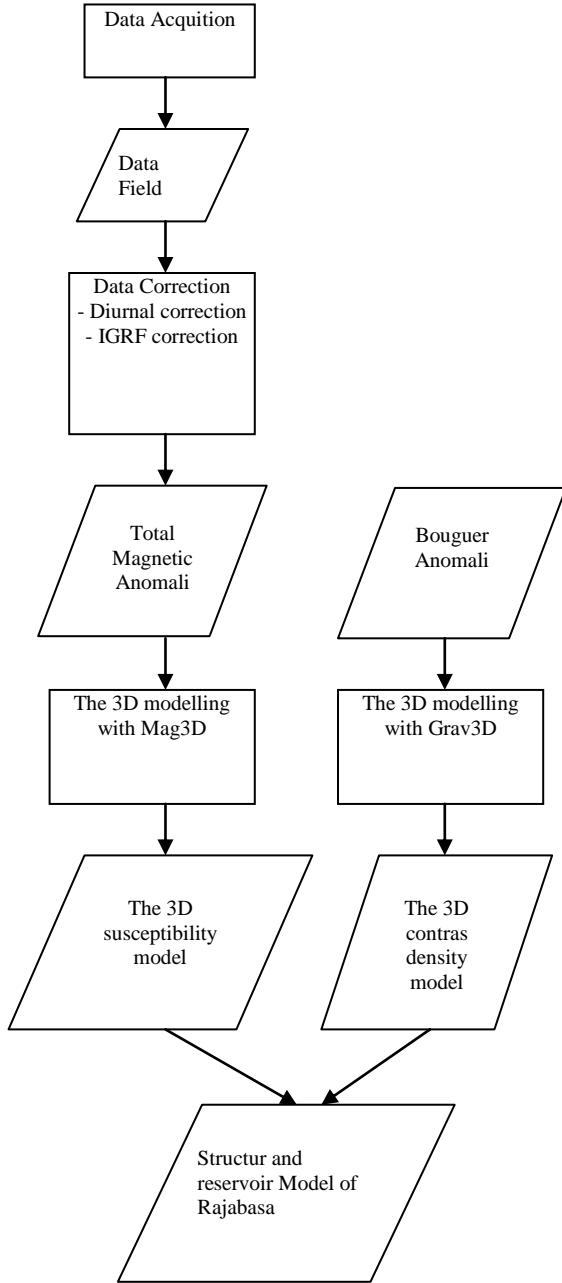 Data Acquition
Data
Field
Data Correction
- Diurnal correction
- IGRF correction
Total
Magnetic
Anomali
Bouguer
Anomali
The 3D modelling
with Mag3D
The 3D modelling
with Grav3D
The 3D
susceptibility
model
The 3D
contras
density
model
Structur and
reservoir Model of
Rajabasa